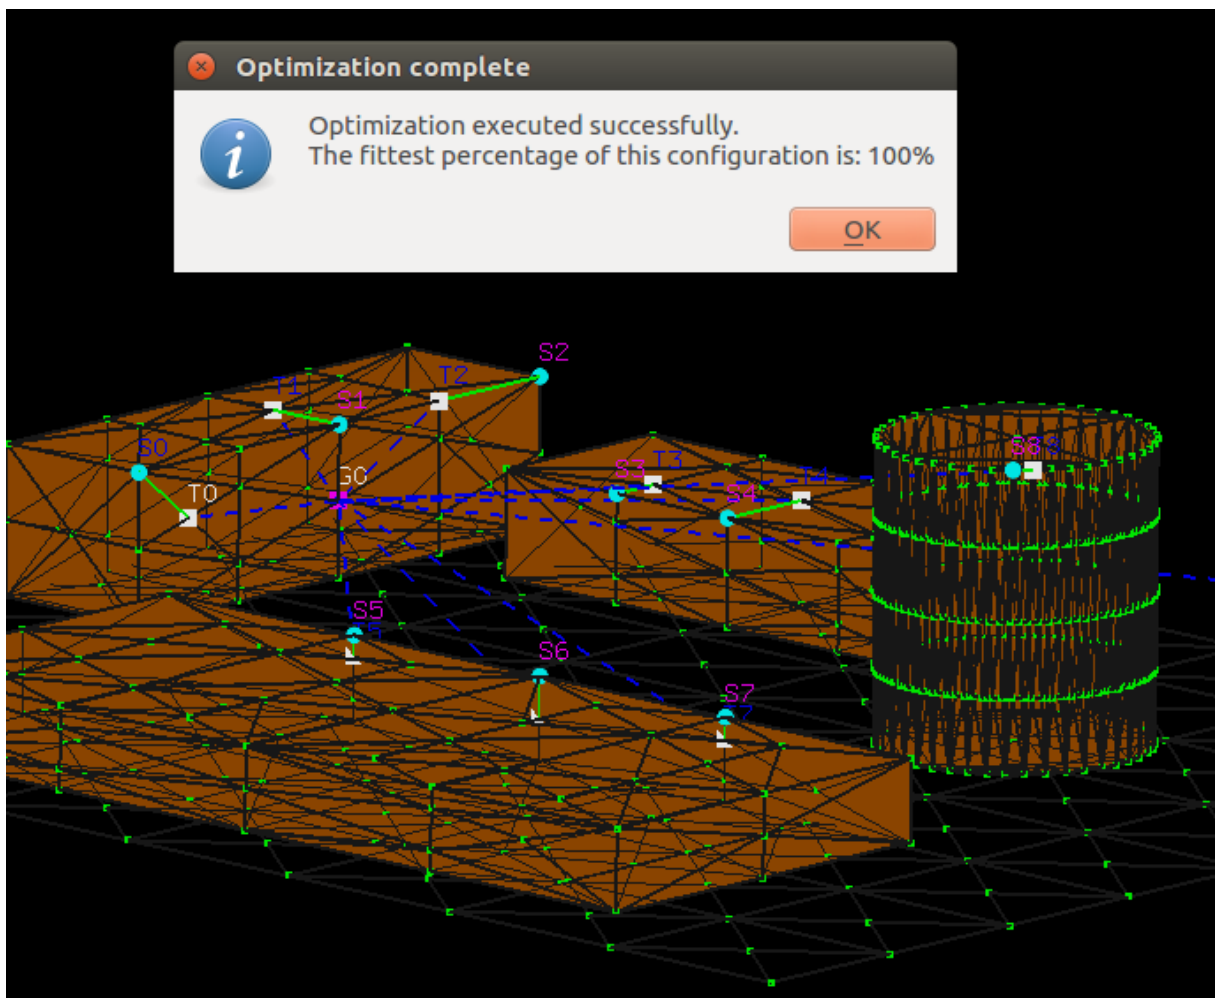 Optimization complete
Optimization executed successfully.
The fittest percentage of this configuration is: 100%
OK
S2
T1
T2
S1
S0
G0
T0
S3
T3
T4
S4
S8
S5
S6
S7